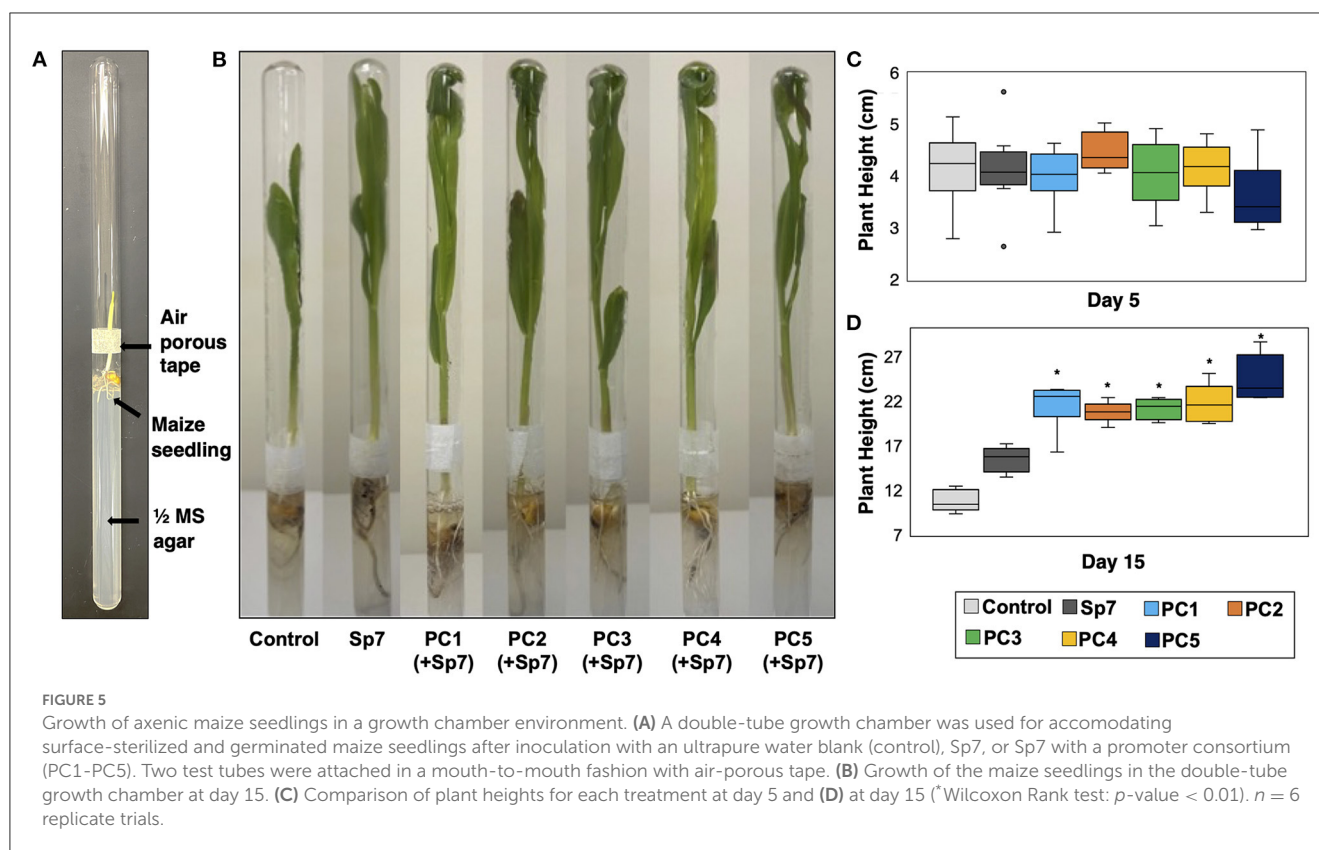 A
Air
porous
tape
Maize
seedling
½ MS
agar
B
Control
Sp7
PC1
(+Sp7)
PC2
(+Sp7)
PC3
(+Sp7)
PC4
(+Sp7)
PC5
(+Sp7)
C
Plant Height (cm)
6
5
4
3
2
Day 5
D
Plant Height (cm)
27
22
17
12
7
* * * * *
Day 15
Control Sp7 PC1 PC2
PC3 PC4 PC5
FIGURE 5
Growth of axenic maize seedlings in a growth chamber environment. (A) A double-tube growth chamber was used for accomodating
surface-sterilized and germinated maize seedlings after inoculation with an ultrapure water blank (control), Sp7, or Sp7 with a promoter consortium
(PC1-PC5). Two test tubes were attached in a mouth-to-mouth fashion with air-porous tape. (B) Growth of the maize seedlings in the double-tube
growth chamber at day 15. (C) Comparison of plant heights for each treatment at day 5 and (D) at day 15 (*Wilcoxon Rank test: p-value < 0.01). n = 6
replicate trials.